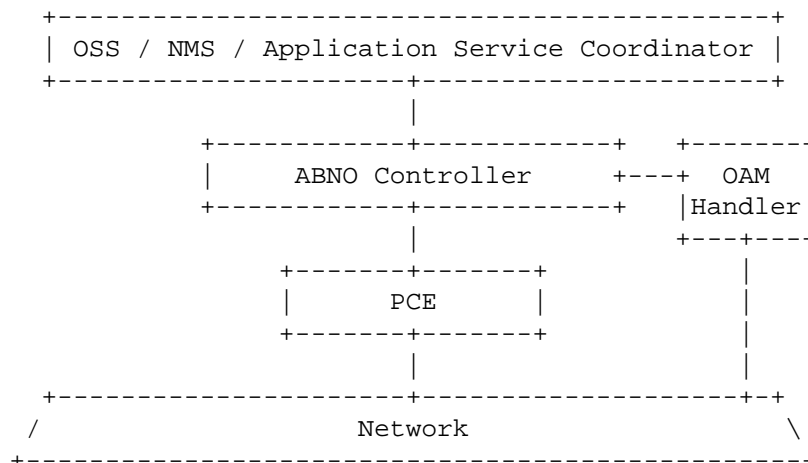 OSS / NMS / Application Service Coordinator
ABNO Controller
OAM
Handler
PCE
Network